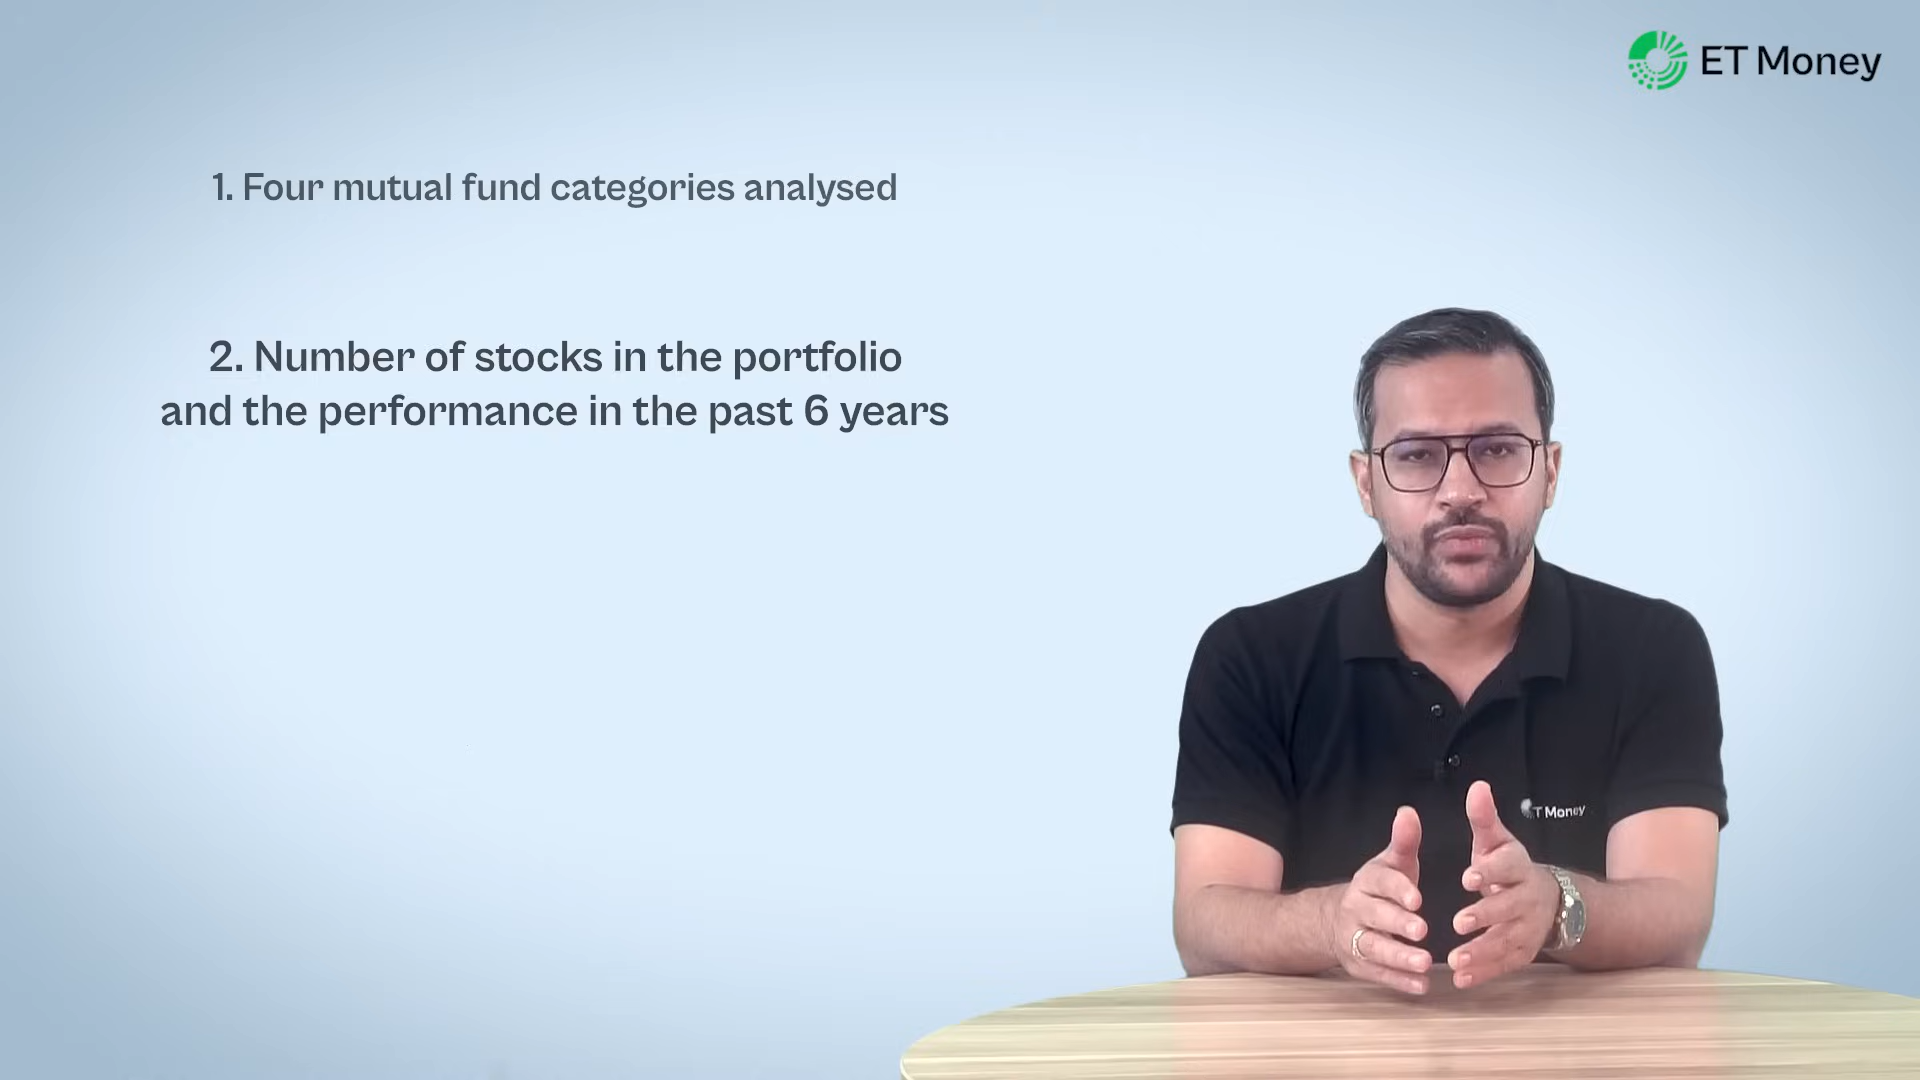 ET Money
1. Four mutual fund categories analysed
2. Number of stocks in the portfolio
and the performance in the past 6 years
T Money